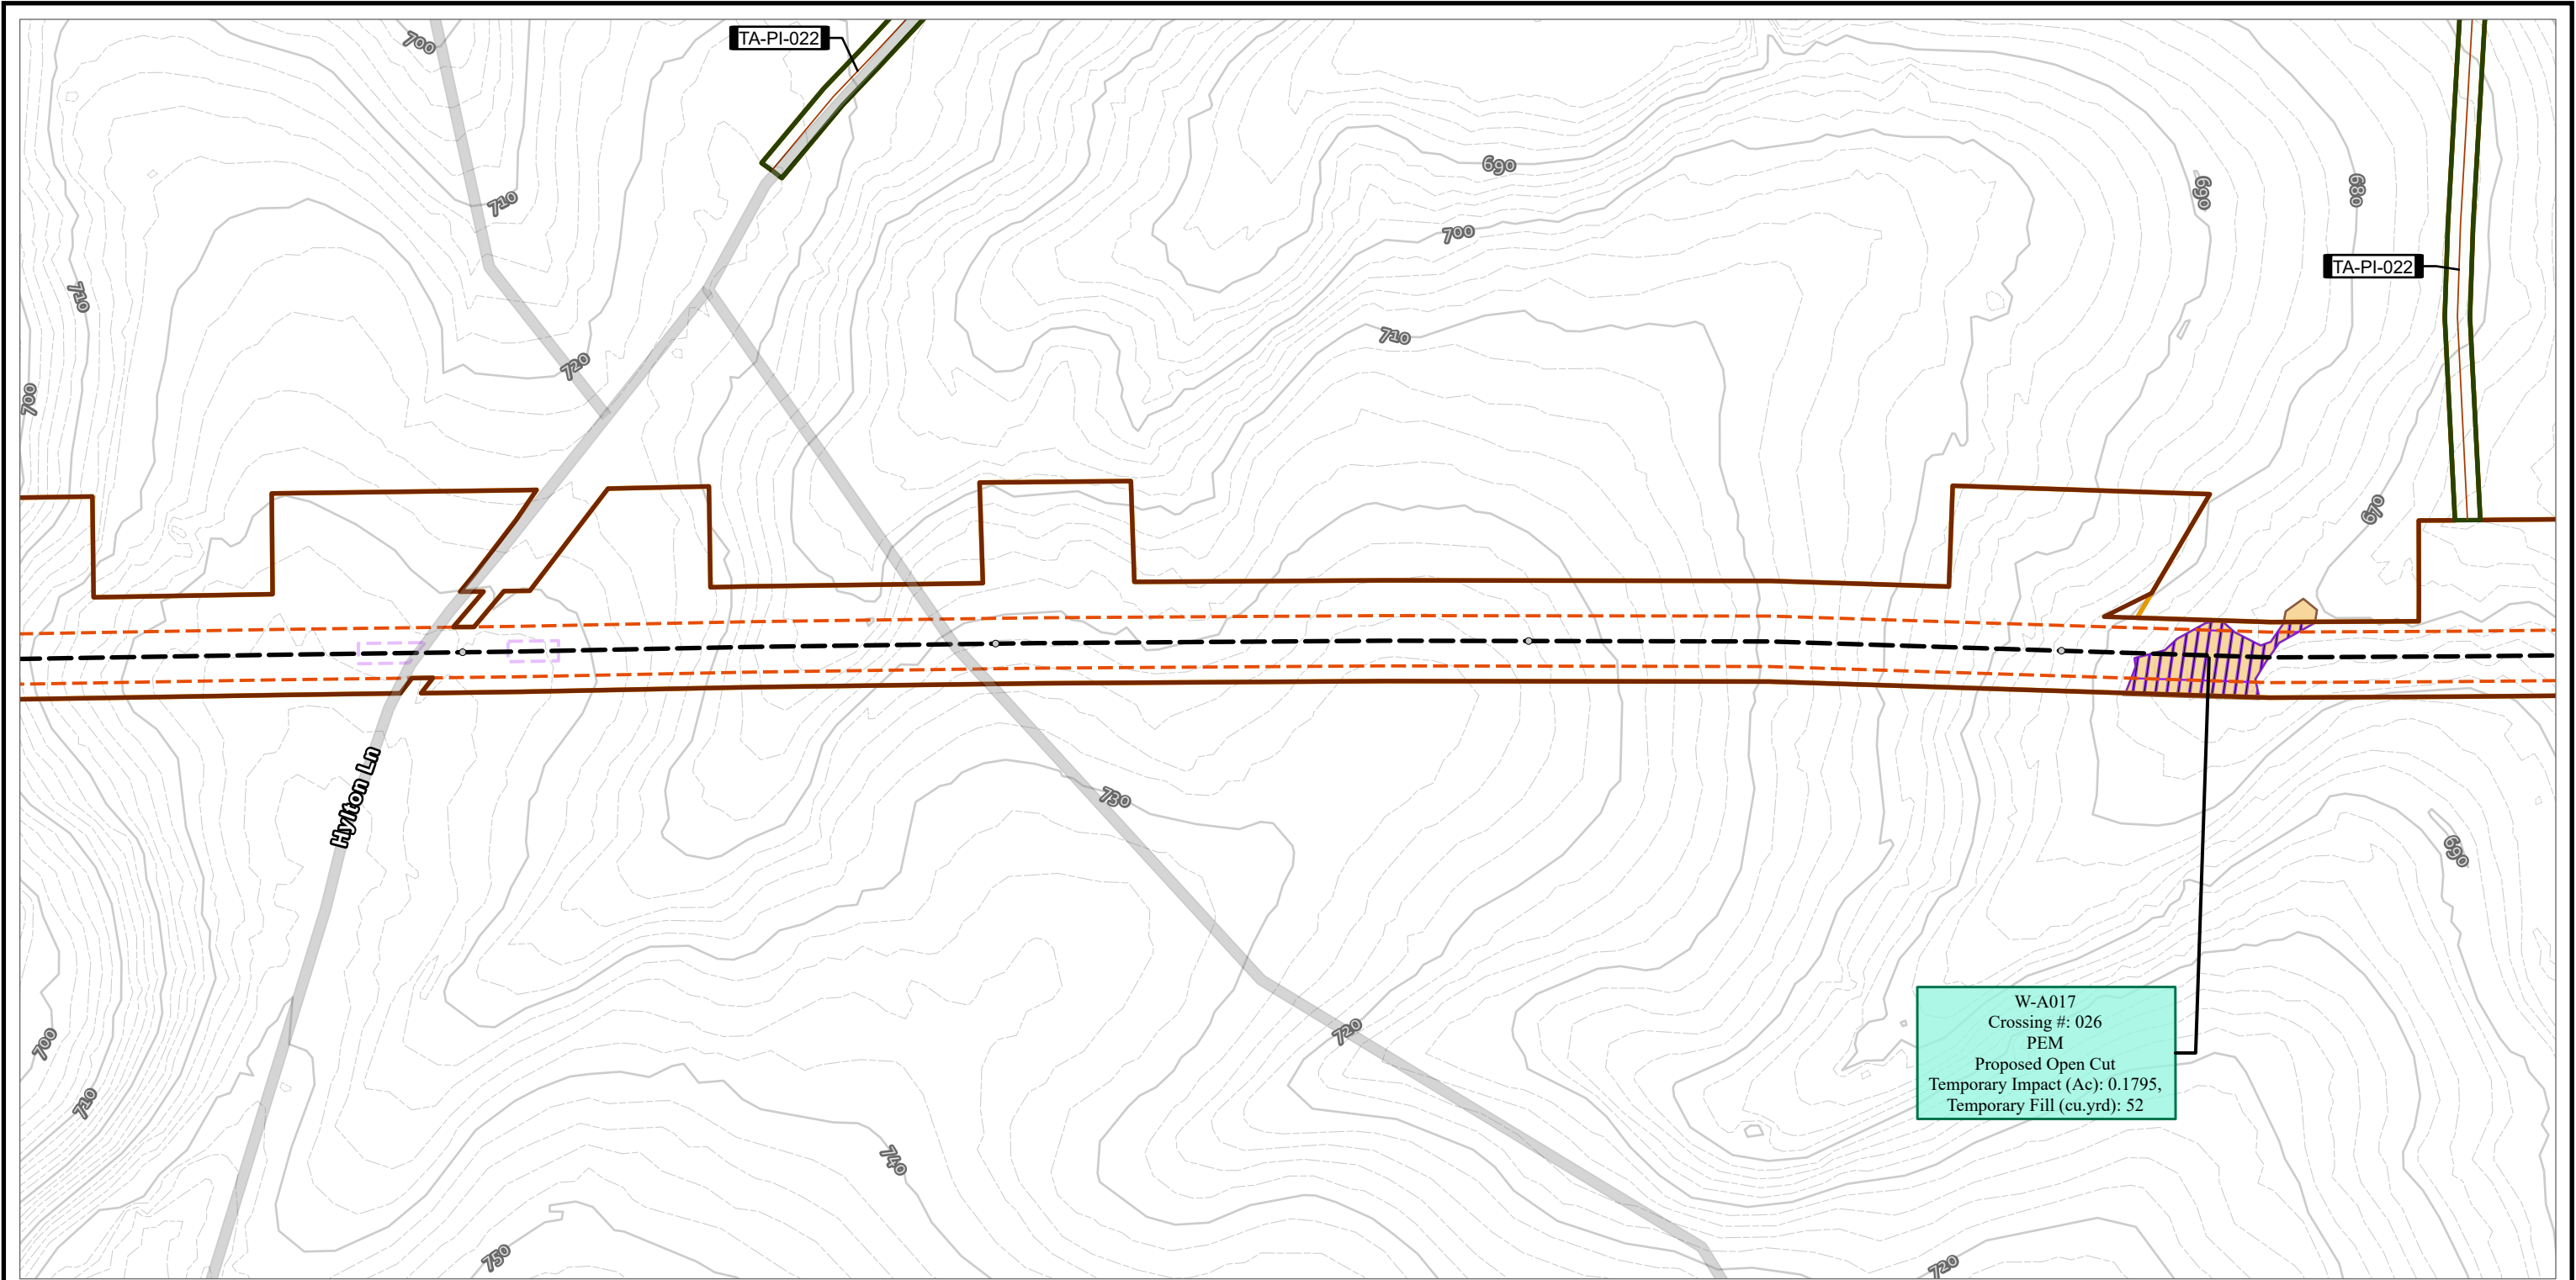 700
TA-PI-022
690
690
680
710
700
TA-PI-022
710
710
720
700
670
Hylton Ln
730
690
W-A017
Crossing #: 026
PEM
Proposed Open Cut
Temporary Impact (Ac): 0.1795,
Temporary Fill (cu.yrd): 52
720
700
710
740
750
720